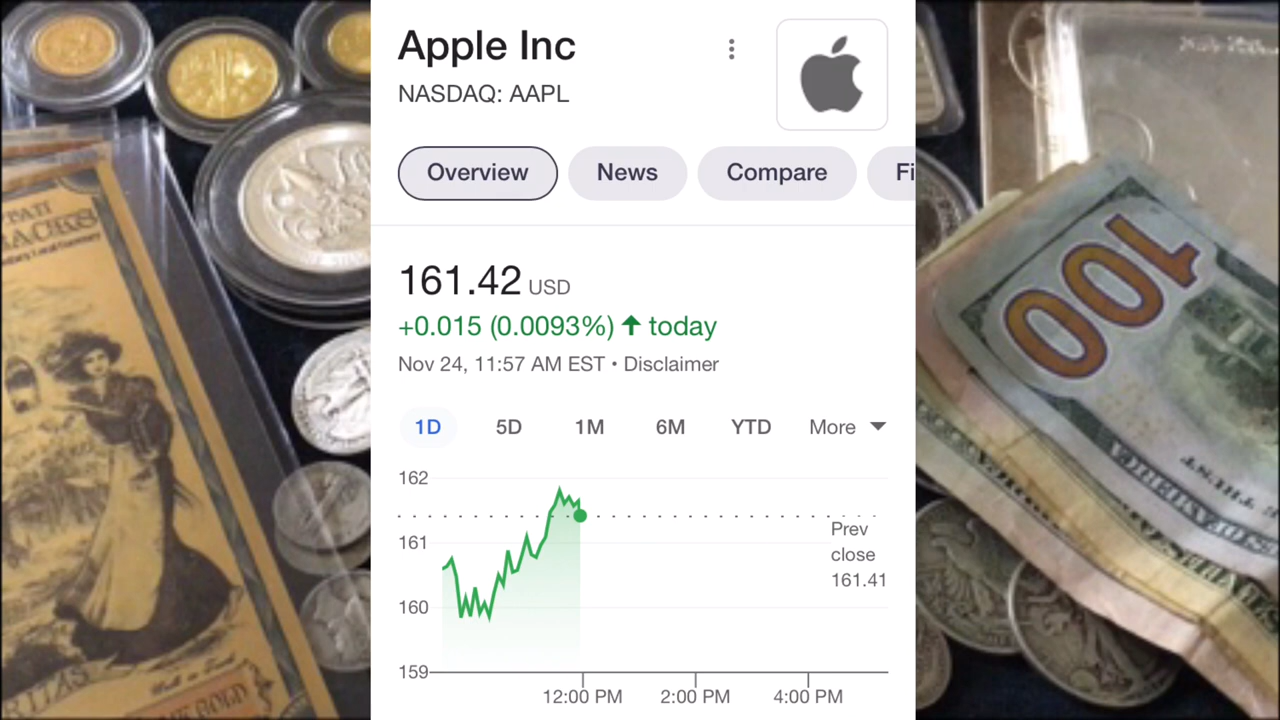 Apple Inc
NASDAQ: AAPL
Overview
News
Compare
Fi
161.42 USD
+0.015 (0.0093%) ↑ today
Nov 24, 11:57 AM EST • Disclaimer
1D
5D
1M
6M
YTD
More
162
161
160
159
Prev
close
161.41
12:00 PM
2:00 PM
4:00 PM
100